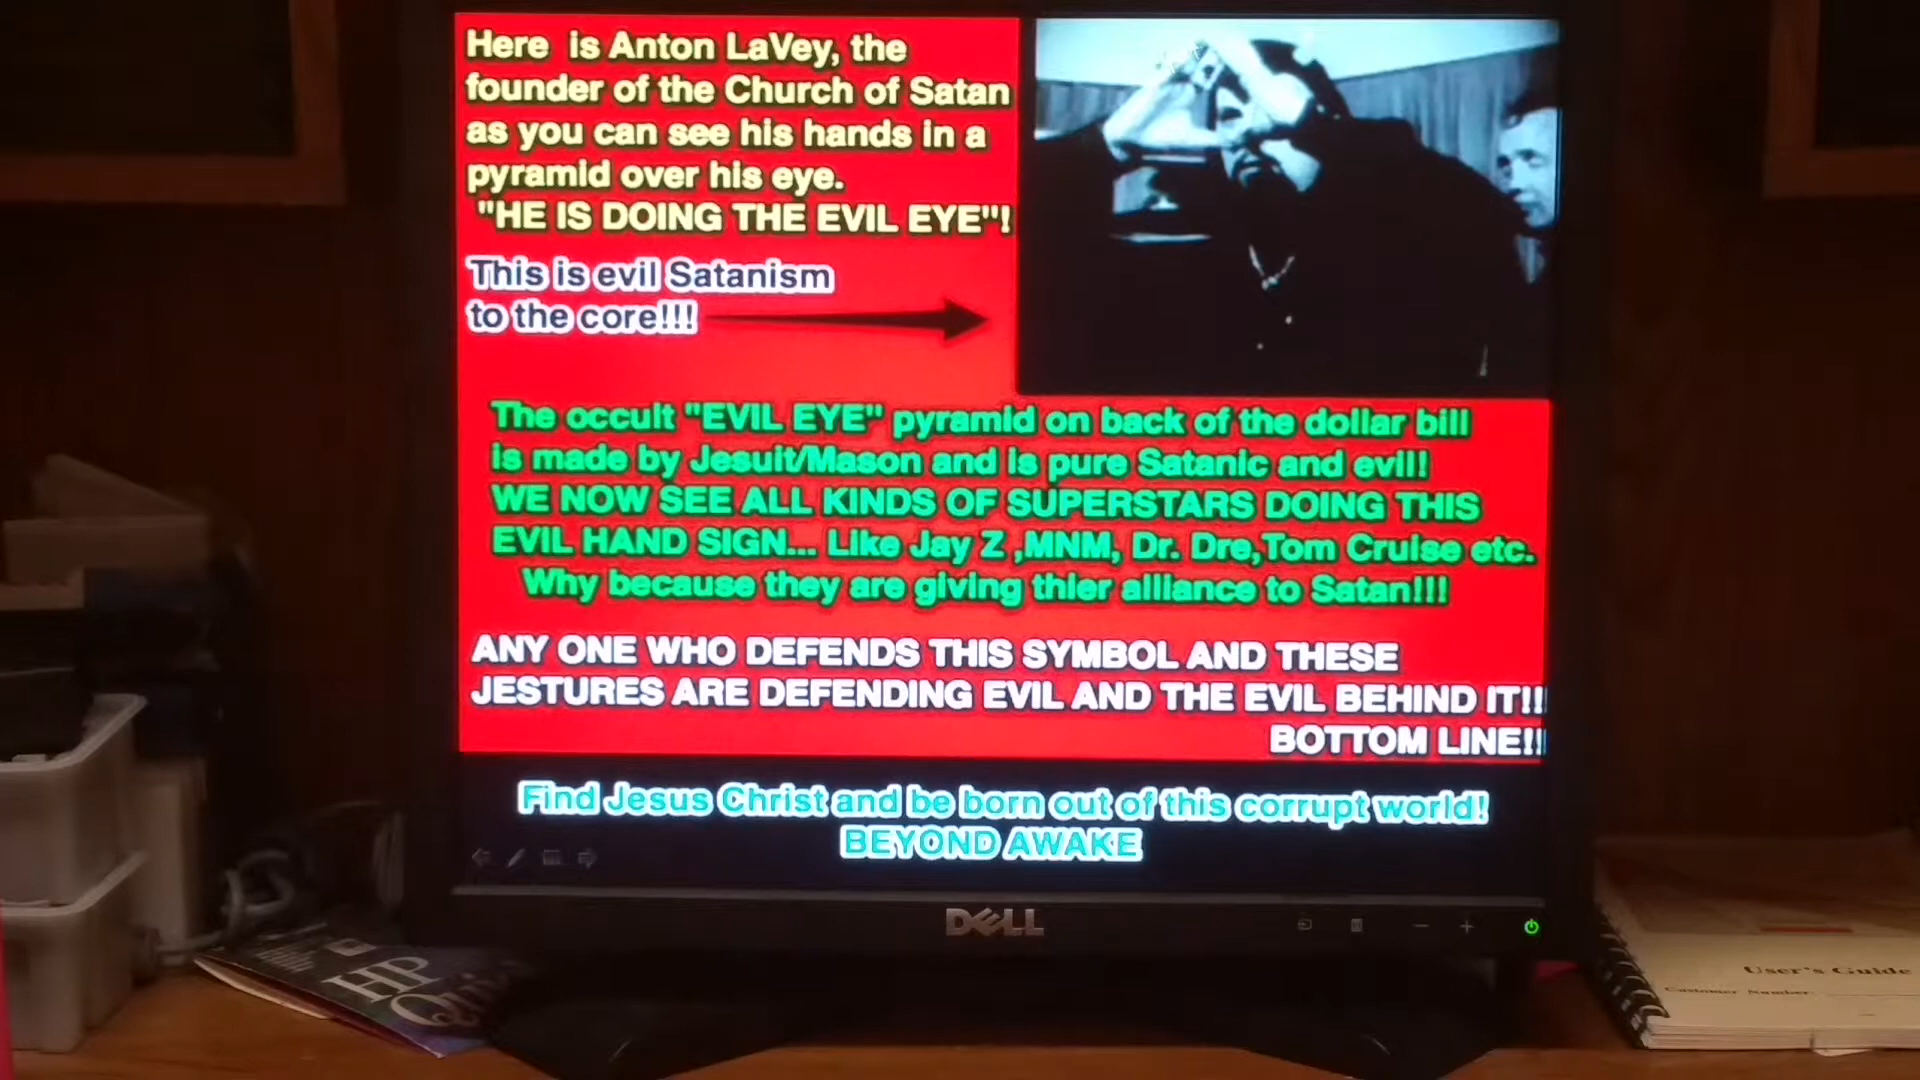 Here is Anton LaVey, the
founder of the Church of Satan
as you can see his hands in a
pyramid over his eye.
"HE IS DOING THE EVIL EYE"!
This is evil Satanism
to the core!!!
The occult "EVIL EYE" pyramid on back of the dollar bill
is made by Jesuit/Mason and is pure Satanic and evil!
WE NOW SEE ALL KINDS OF SUPERSTARS DOING THIS
EVIL HAND SIGN... Like Jay Z ,MNM, Dr. Dre,Tom Cruise etc.
Why because they are giving thier alliance to Satan!!!
ANY ONE WHO DEFENDS THIS SYMBOL AND THESE
JESTURES ARE DEFENDING EVIL AND THE EVIL BEHIND IT!!
BOTTOM LINE!!
Find Jesus Christ and be born out of this corrupt world!
BEYOND AWAKE
DELL
HP
User's Guide
Customer Number: